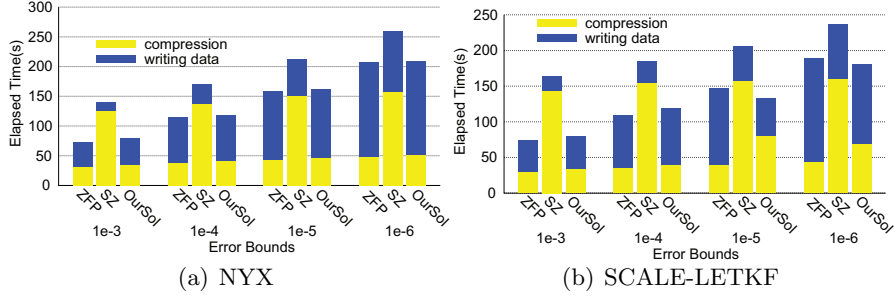 300
250
200
150
100
50
0
Elapsed Time(s)
compression
writing data
ZFP SZ OurSol ZFP SZ OurSol ZFP SZ OurSol ZFP SZ OurSol
1e-3 1e-4 1e-5 1e-6
Error Bounds
(a) NYX
250
200
150
100
50
0
Elapsed Time(s)
compression
writing data
ZFP SZ OurSol ZFP SZ OurSol ZFP SZ OurSol ZFP SZ OurSol
1e-3 1e-4 1e-5 1e-6
Error Bounds
(b) SCALE-LETKF